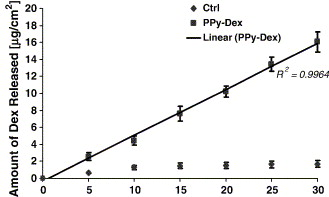 Ctrl
PPy-Dex
Linear (PPy-Dex)
Amount of Dex Released [µg/cm²]
20
18
16
14
12
10
8
6
4
2
0
R² = 0.9964
0 5 10 15 20 25 30